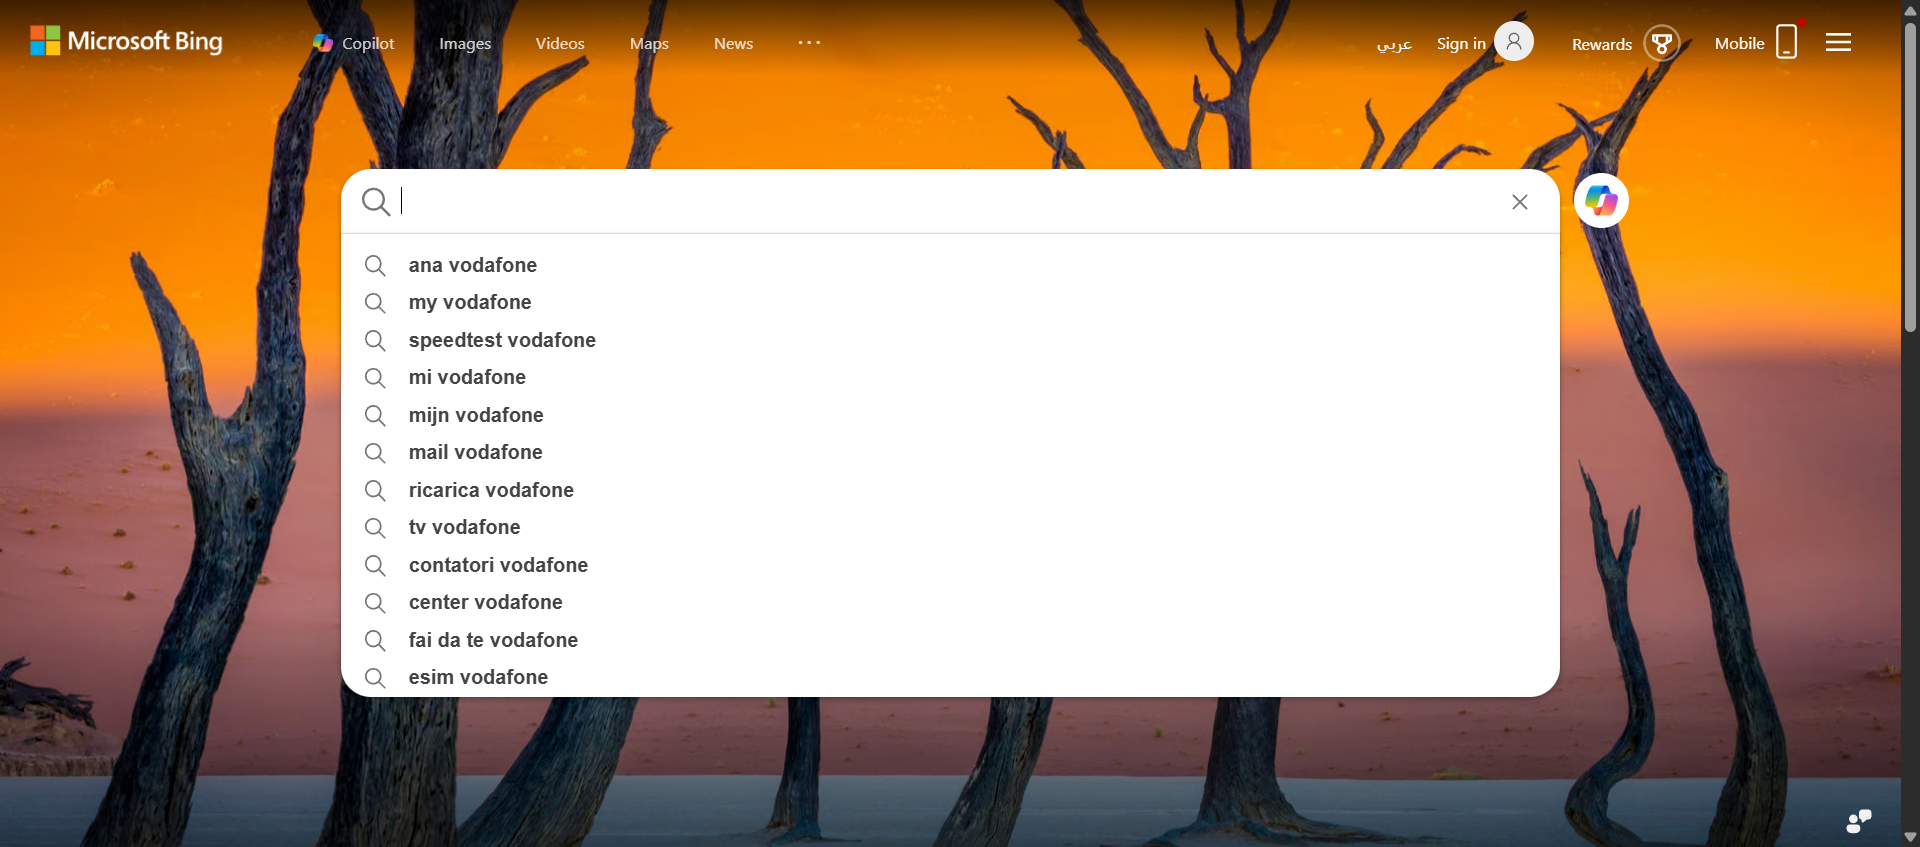 Microsoft Bing
Copilot Images Videos Maps News
عربي Sign in Rewards Mobile
ana vodafone
my vodafone
speedtest vodafone
mi vodafone
mijn vodafone
mail vodafone
ricarica vodafone
tv vodafone
contatori vodafone
center vodafone
fai da te vodafone
esim vodafone